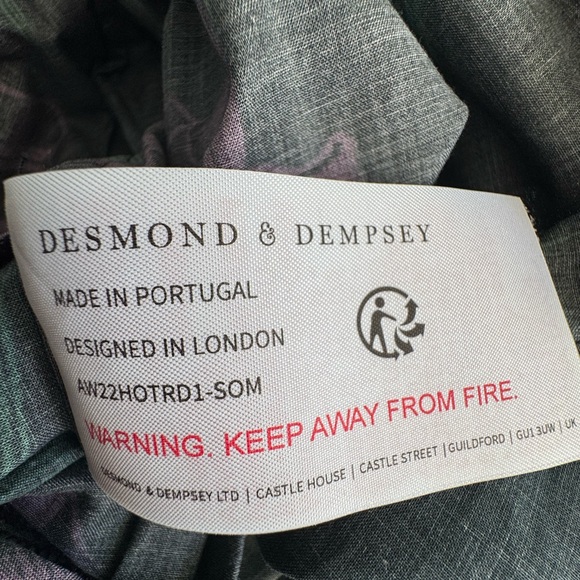 DESMOND & DEMPSEY
MADE IN PORTUGAL
DESIGNED IN LONDON
AW22HOTRD1-SOM
WARNING. KEEP AWAY FROM FIRE.
DESMOND & DEMPSEY LTD | CASTLE HOUSE | CASTLE STREET | GUILDFORD | GU1 3UW | UK